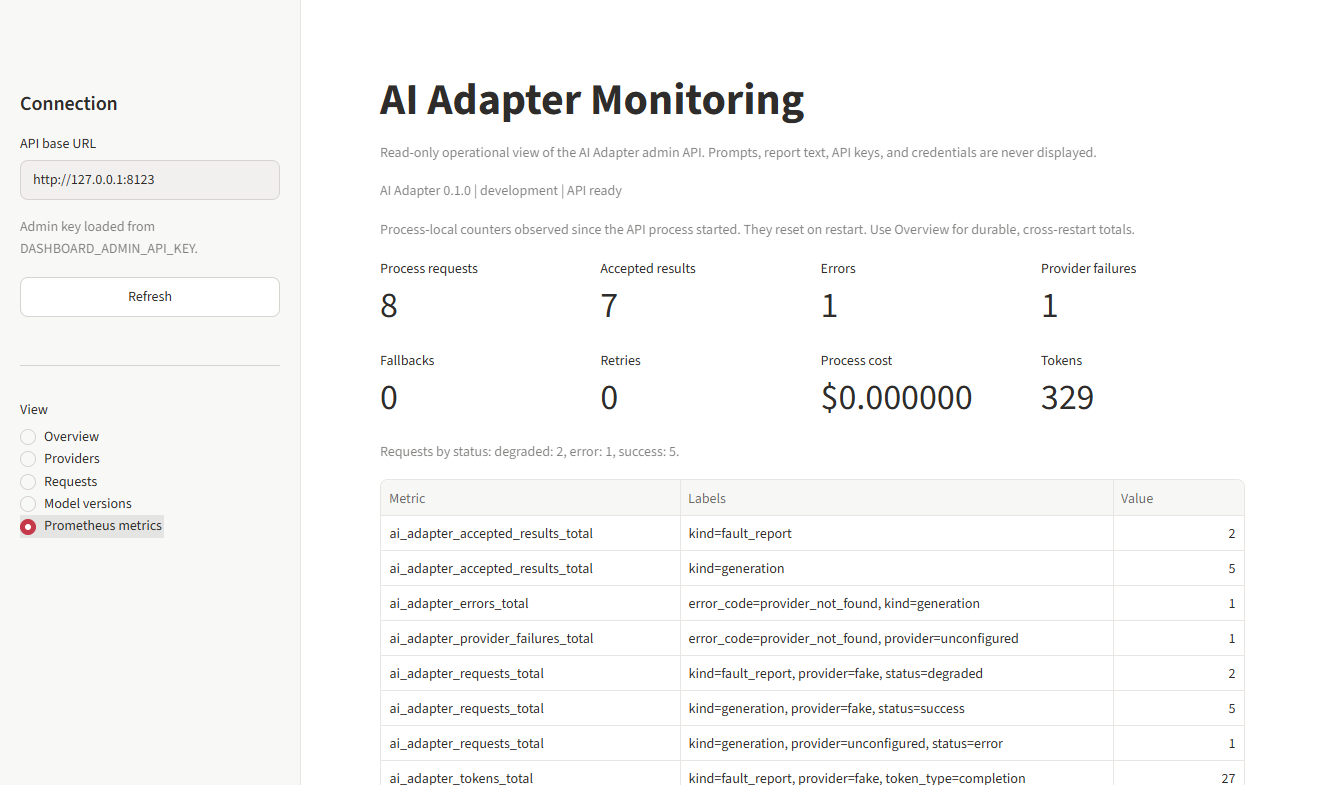 Connection
API base URL
http://127.0.0.1:8123
Admin key loaded from
DASHBOARD_ADMIN_API_KEY.
Refresh
View
Overview
Providers
Requests
Model versions
Prometheus metrics
AI Adapter Monitoring
Read-only operational view of the AI Adapter admin API. Prompts, report text, API keys, and credentials are never displayed.
AI Adapter 0.1.0 | development | API ready
Process-local counters observed since the API process started. They reset on restart. Use Overview for durable, cross-restart totals.
Process requests Accepted results Errors Provider failures
8 7 1 1
Fallbacks Retries Process cost Tokens
0 0 $0.000000 329
Requests by status: degraded: 2, error: 1, success: 5.
Metric Labels Value
ai_adapter_accepted_results_total kind=fault_report 2
ai_adapter_accepted_results_total kind=generation 5
ai_adapter_errors_total error_code=provider_not_found, kind=generation 1
ai_adapter_provider_failures_total error_code=provider_not_found, provider=unconfigured 1
ai_adapter_requests_total kind=fault_report, provider=fake, status=degraded 2
ai_adapter_requests_total kind=generation, provider=fake, status=success 5
ai_adapter_requests_total kind=generation, provider=unconfigured, status=error 1
ai_adapter_tokens_total kind=fault_report, provider=fake, token_type=completion 27